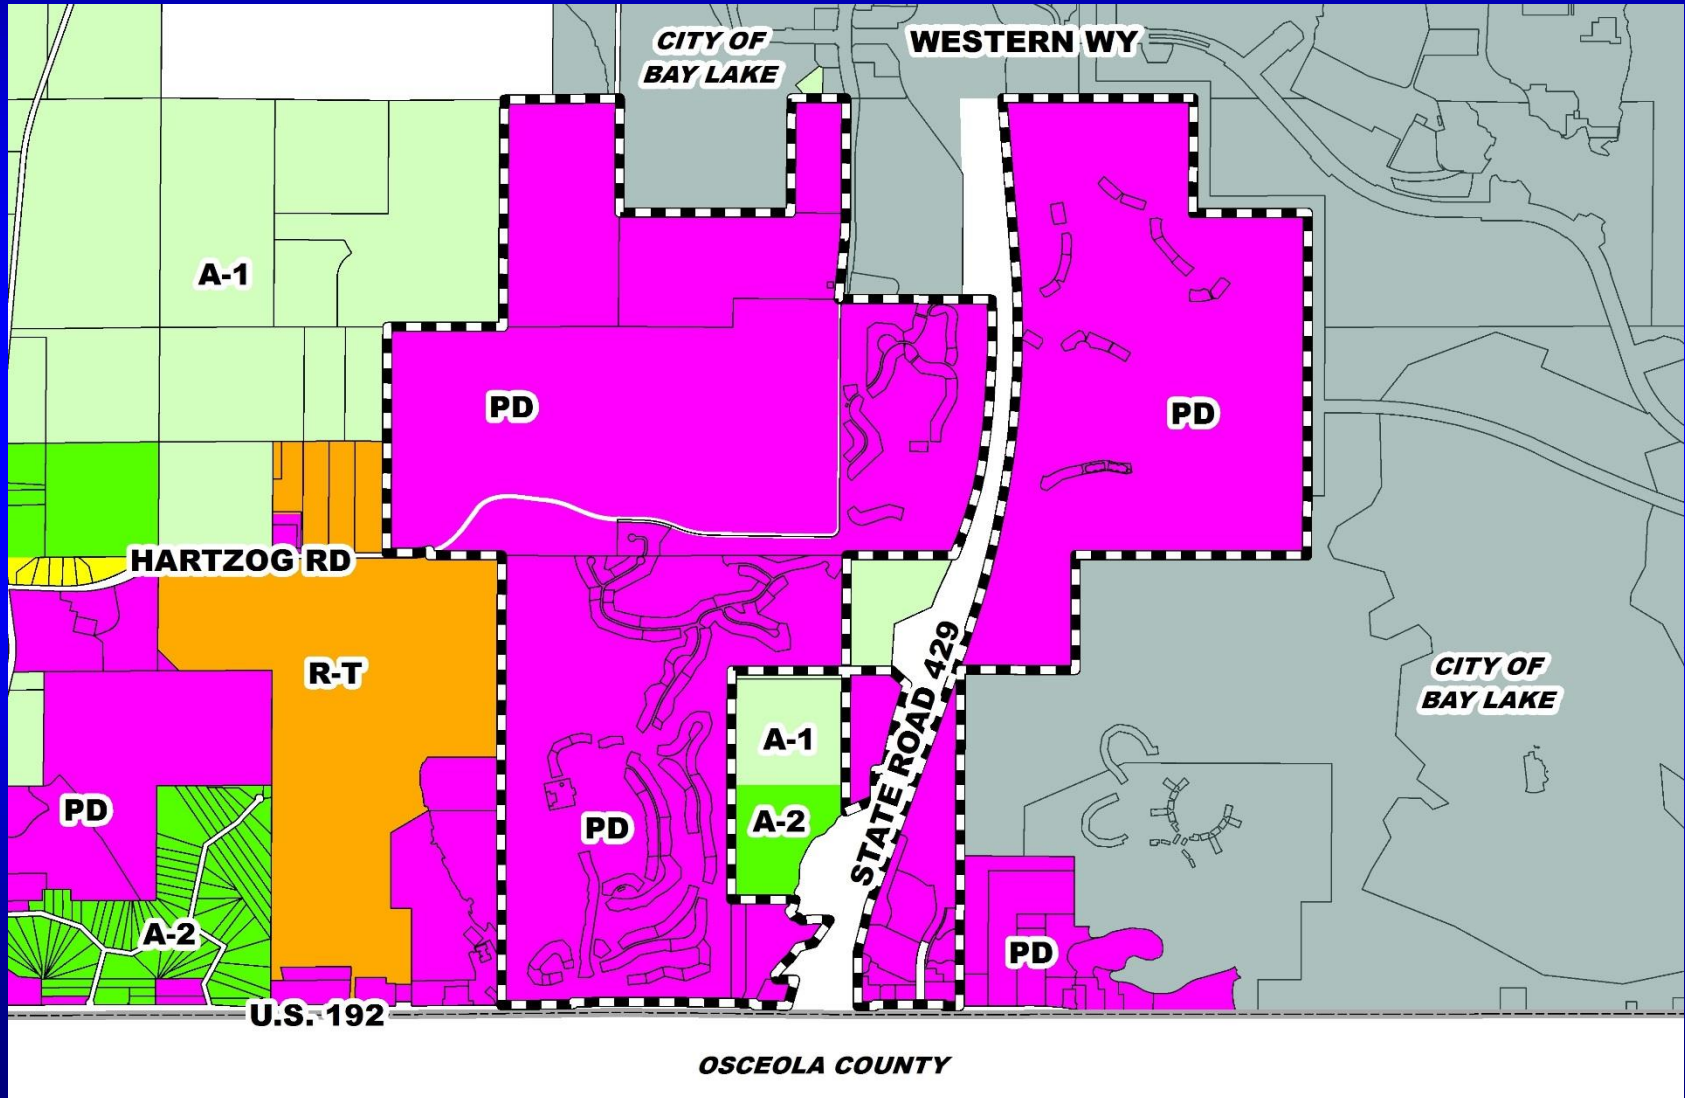 CITY OF
BAY LAKE
WESTERN WY
A-1
PD
PD
HARTZOG RD
R-T
STATE ROAD 429
CITY OF
BAY LAKE
A-1
PD
PD
A-2
A-2
PD
U.S. 192
OSCEOLA COUNTY